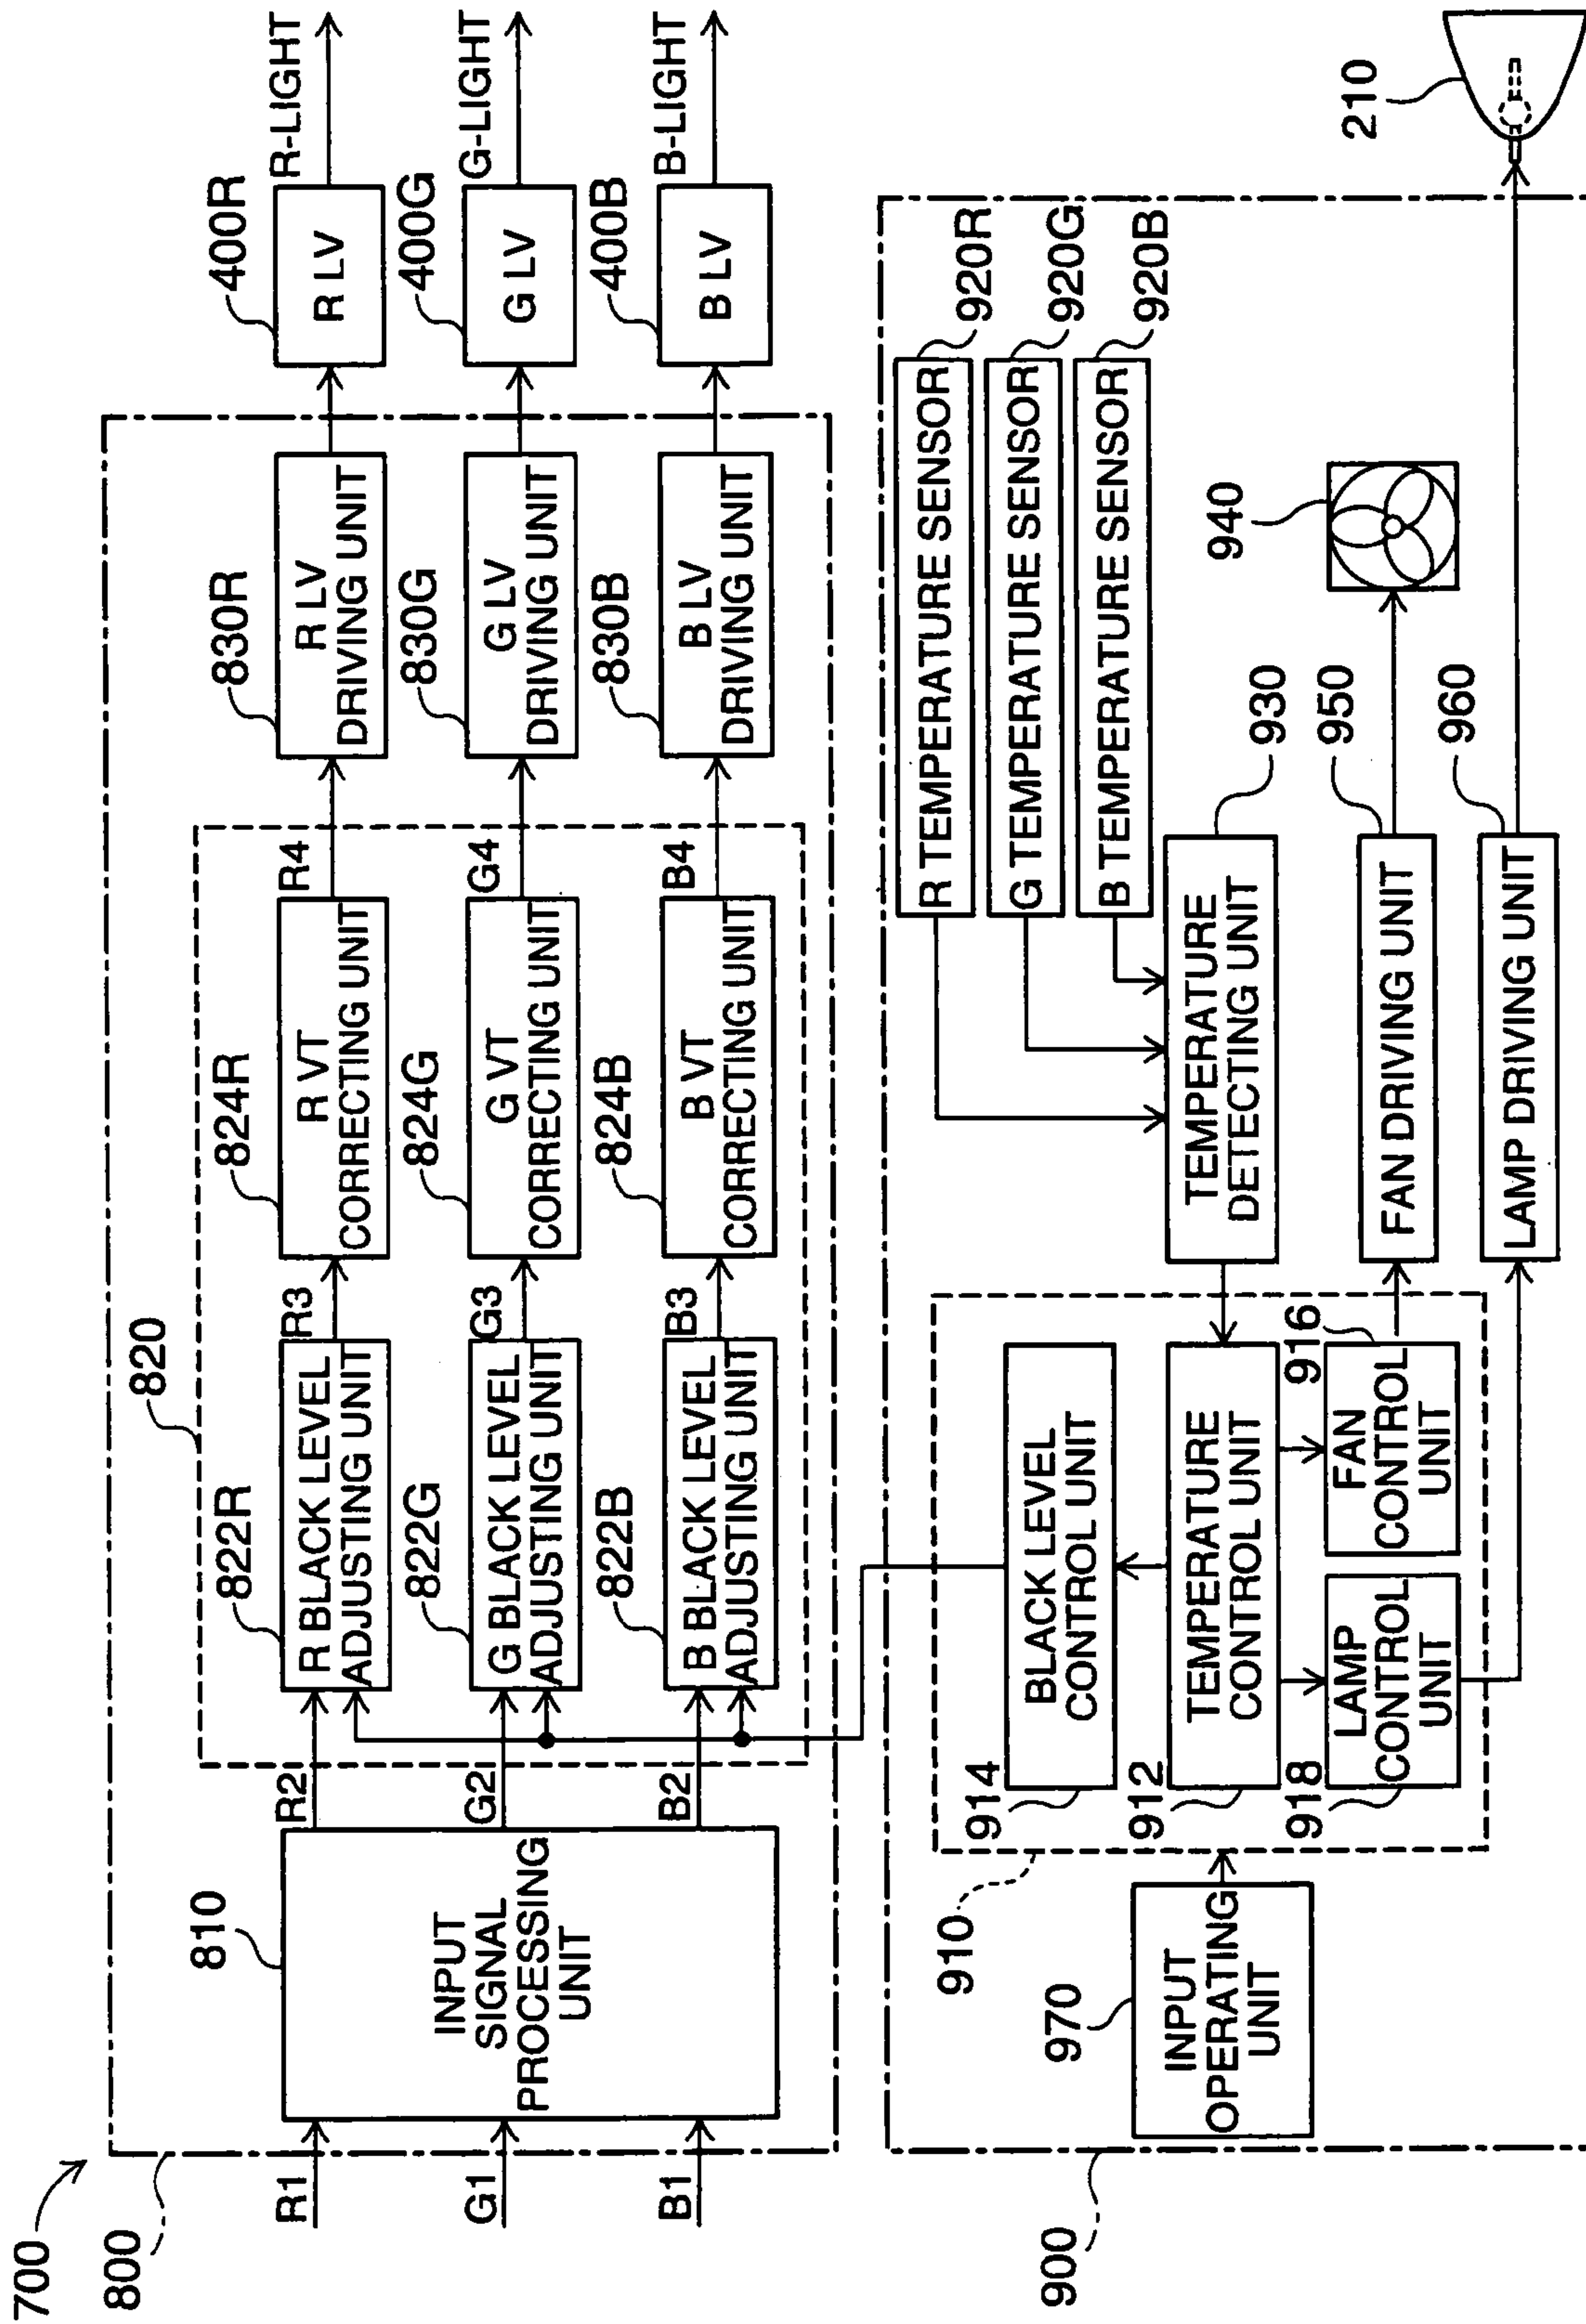 700
800
R1
G1
B1
810
INPUT
SIGNAL
PROCESSING
UNIT
R2
G2
B2
820
822R
R BLACK LEVEL
ADJUSTING UNIT
822G
G BLACK LEVEL
ADJUSTING UNIT
822B
B BLACK LEVEL
ADJUSTING UNIT
R3
G3
B3
824R
R VT
CORRECTING UNIT
824G
G VT
CORRECTING UNIT
824B
B VT
CORRECTING UNIT
R4
G4
B4
830R
R LV
DRIVING UNIT
830G
G LV
DRIVING UNIT
830B
B LV
DRIVING UNIT
400R
R LV
400G
G LV
400B
B LV
R-LIGHT
G-LIGHT
B-LIGHT
900
970
INPUT
OPERATING
UNIT
910
914
BLACK LEVEL
CONTROL UNIT
912
TEMPERATURE
CONTROL UNIT
918
LAMP
CONTROL
UNIT
916
FAN
CONTROL
UNIT
R TEMPERATURE SENSOR
920R
G TEMPERATURE SENSOR
920G
B TEMPERATURE SENSOR
920B
TEMPERATURE
DETECTING UNIT
930
FAN DRIVING UNIT
950
940
LAMP DRIVING UNIT
960
210